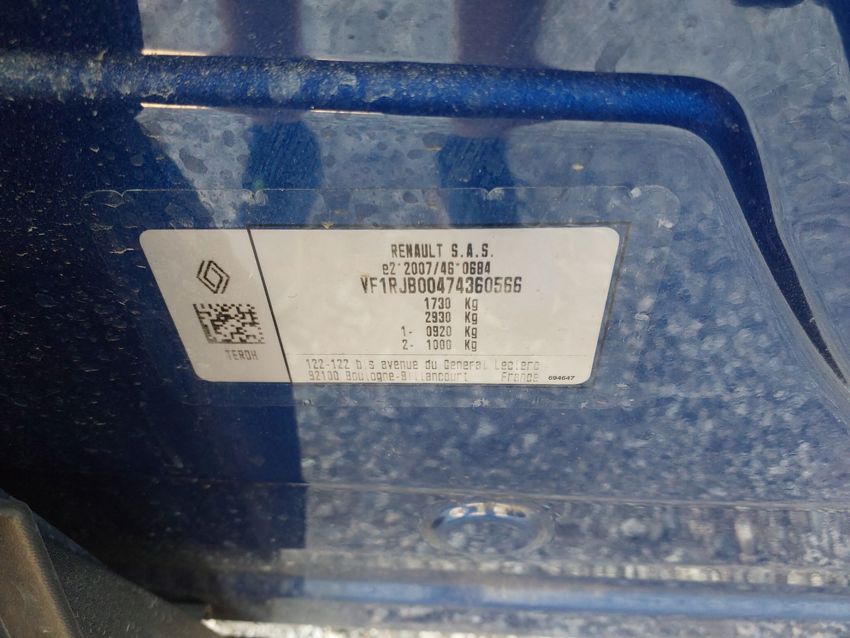 RENAULT S.A.S.
e2*2007/46*0684
VF1RJB00474360566
1730 Kg
2930 Kg
1- 0920 Kg
2- 1000 Kg
TEROH
122-122 bis avenue du General Leclerc
92100 Boulogne-Billancourt France
694647